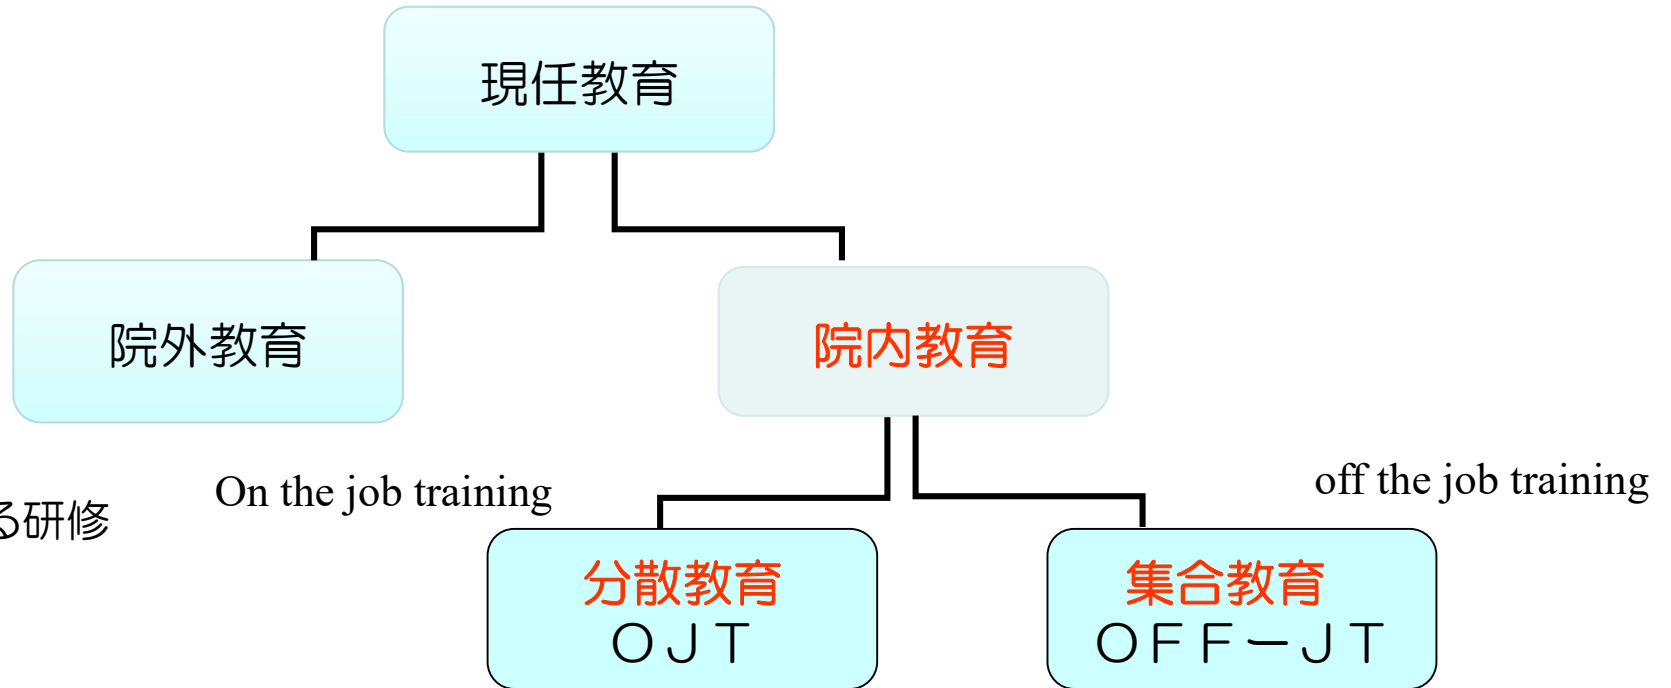 現任教育
院外教育
院内教育
On the job training
off the job training
る研修
分散教育
ＯＪＴ
集合教育
ＯＦＦ－ＪＴ